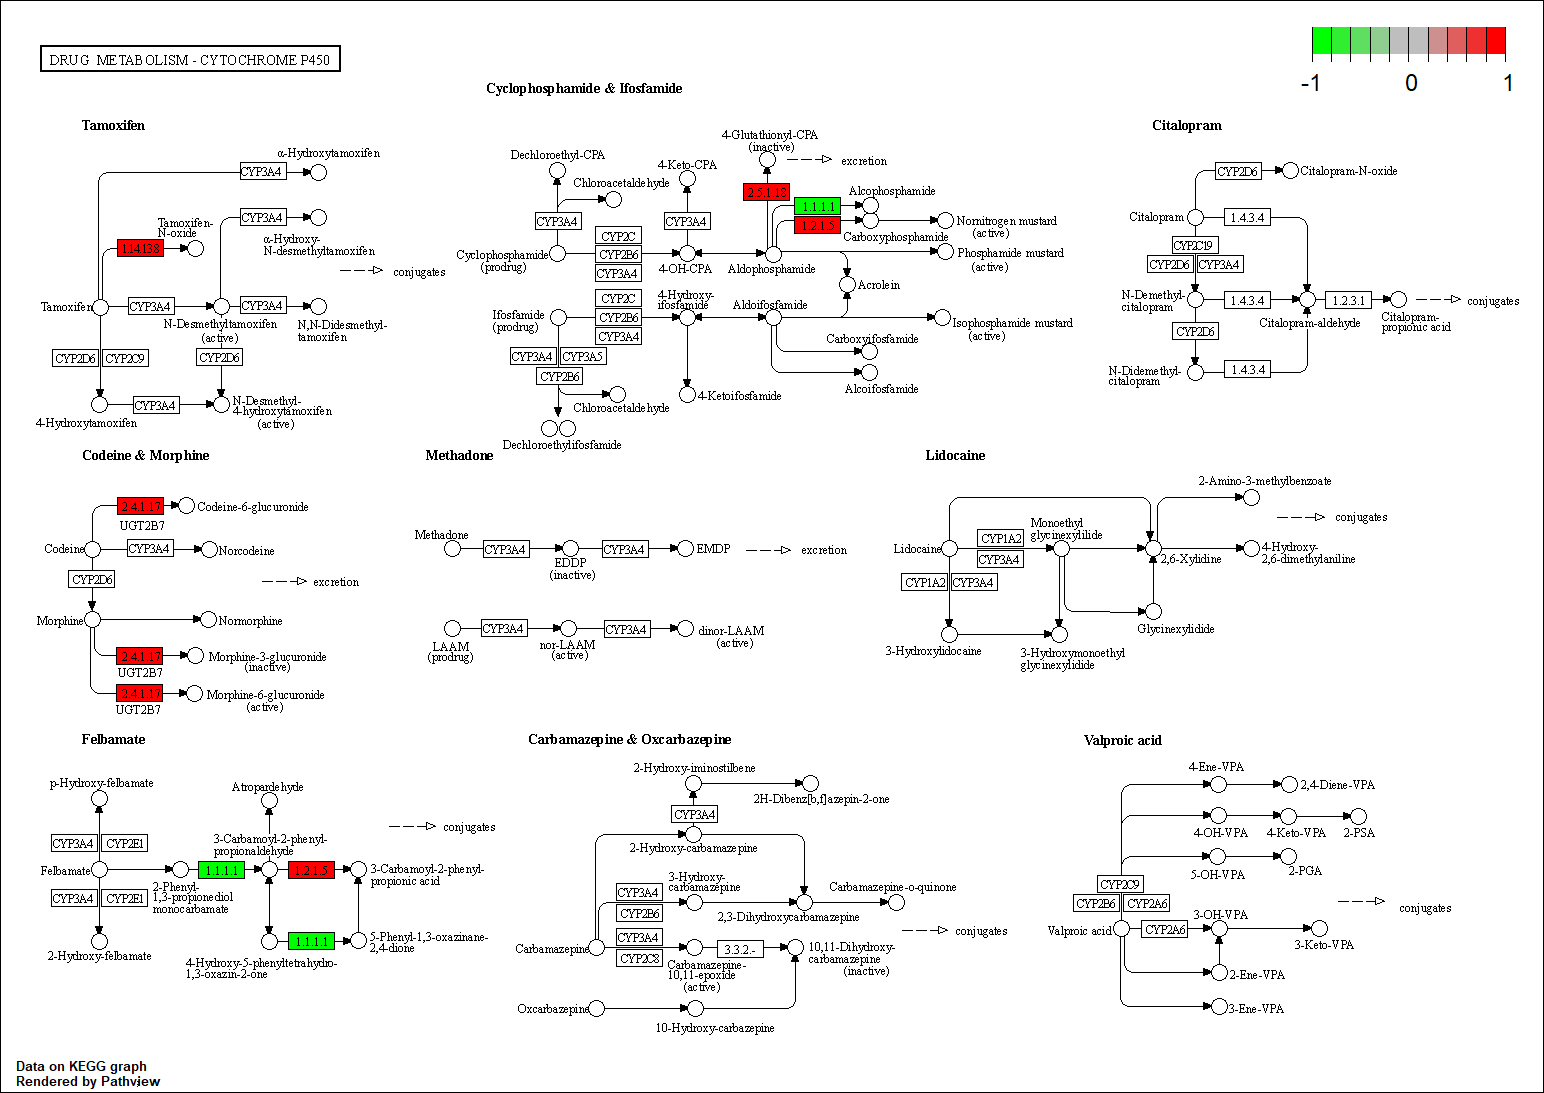 DRUG METABOLISM - CYTOCHROME P450
-1
0
1
Cyclophosphamide & Ifosfamide
Tamoxifen
α-Hydroxytamoxifen
CYP3A4
Tamoxifen-
N-oxide
1.14.13.8
CYP3A4
α-Hydroxy-
N-desmethyltamoxifen
conjugates
Tamoxifen
CYP3A4
CYP3A4
N-Desmethyltamoxifen
(active)
N,N-Didesmethyl-
tamoxifen
CYP2D6
CYP2C9
CYP2D6
CYP3A4
N-Desmethyl-
4-hydroxytamoxifen
(active)
4-Hydroxytamoxifen
Dechloroethyl-CPA
Chloroacetaldehyde
CYP3A4
4-Keto-CPA
CYP3A4
4-Glutathionyl-CPA
(inactive)
excretion
2.5.1.18
Alcophosphamide
1.1.1.1
1.2.1.5
Carboxyphosphamide
Nornitrogen mustard
(active)
Cyclophosphamide
(prodrug)
CYP2C
CYP2B6
CYP3A4
4-OH-CPA
Aldophosphamide
Phosphamide mustard
(active)
Acrolein
Ifosfamide
(prodrug)
CYP2C
CYP2B6
CYP3A4
4-Hydroxy-
ifosfamide
Aldoifosfamide
Isophosphamide mustard
(active)
CYP3A4
CYP3A5
CYP2B6
Carboxyifosfamide
Alcoifosfamide
Chloroacetaldehyde
4-Ketoifosfamide
Dechloroethylifosfamide
Citalopram
CYP2D6
Citalopram-N-oxide
Citalopram
1.4.3.4
CYP2C19
CYP2D6
CYP3A4
N-Demethyl-
citalopram
1.4.3.4
1.2.3.1
conjugates
Citalopram-aldehyde
Citalopram-
propionic acid
CYP2D6
N-Didemethyl-
citalopram
1.4.3.4
Codeine & Morphine
2.4.1.17
Codeine-6-glucuronide
UGT2B7
Codeine
CYP3A4
Norcodeine
CYP2D6
excretion
Morphine
Normorphine
2.4.1.17
Morphine-3-glucuronide
(inactive)
UGT2B7
2.4.1.17
Morphine-6-glucuronide
(active)
UGT2B7
Methadone
Methadone
CYP3A4
CYP3A4
EMDP
excretion
EDDP
(inactive)
CYP3A4
CYP3A4
LAAM
(prodrug)
nor-LAAM
(active)
dinor-LAAM
(active)
Lidocaine
2-Amino-3-methylbenzoate
conjugates
Monoethyl
glycinexylilide
Lidocaine
CYP1A2
CYP3A4
2,6-Xylidine
4-Hydroxy-
2,6-dimethylaniline
CYP1A2
CYP3A4
Glycinexylidide
3-Hydroxylidocaine
3-Hydroxymonoethyl
glycinexylidide
Felbamate
p-Hydroxy-felbamate
Atropardehyde
conjugates
CYP3A4
CYP2E1
3-Carbamoyl-2-phenyl-
propionaldehyde
Felbamate
1.1.1.1
1.2.1.5
3-Carbamoyl-2-phenyl-
propionic acid
CYP3A4
CYP2E1
2-Phenyl-
1,3-propionediol
monocarbamate
1.1.1.1
5-Phenyl-1,3-oxazinane-
2,4-dione
2-Hydroxy-felbamate
4-Hydroxy-5-phenyltetrahydro-
1,3-oxazin-2-one
Carbamazepine & Oxcarbazepine
2-Hydroxy-iminostilbene
2H-Dibenz[b,f]azepin-2-one
CYP3A4
2-Hydroxy-carbamazepine
CYP3A4
CYP2B6
3-Hydroxy-
carbamazepine
Carbamazepine-o-quinone
2,3-Dihydroxycarbamazepine
CYP3A4
CYP2C8
conjugates
Carbamazepine
3.3.2.-
Carbamazepine-
10,11-epoxide
(active)
10,11-Dihydroxy-
carbamazepine
(inactive)
Oxcarbazepine
10-Hydroxy-carbazepine
Valproic acid
4-Ene-VPA
2,4-Diene-VPA
4-OH-VPA
4-Keto-VPA
2-PSA
5-OH-VPA
2-PGA
CYP2C9
CYP2B6
CYP2A6
conjugates
Valproic acid
CYP2A6
3-OH-VPA
3-Keto-VPA
2-Ene-VPA
3-Ene-VPA
Data on KEGG graph
Rendered by Pathview